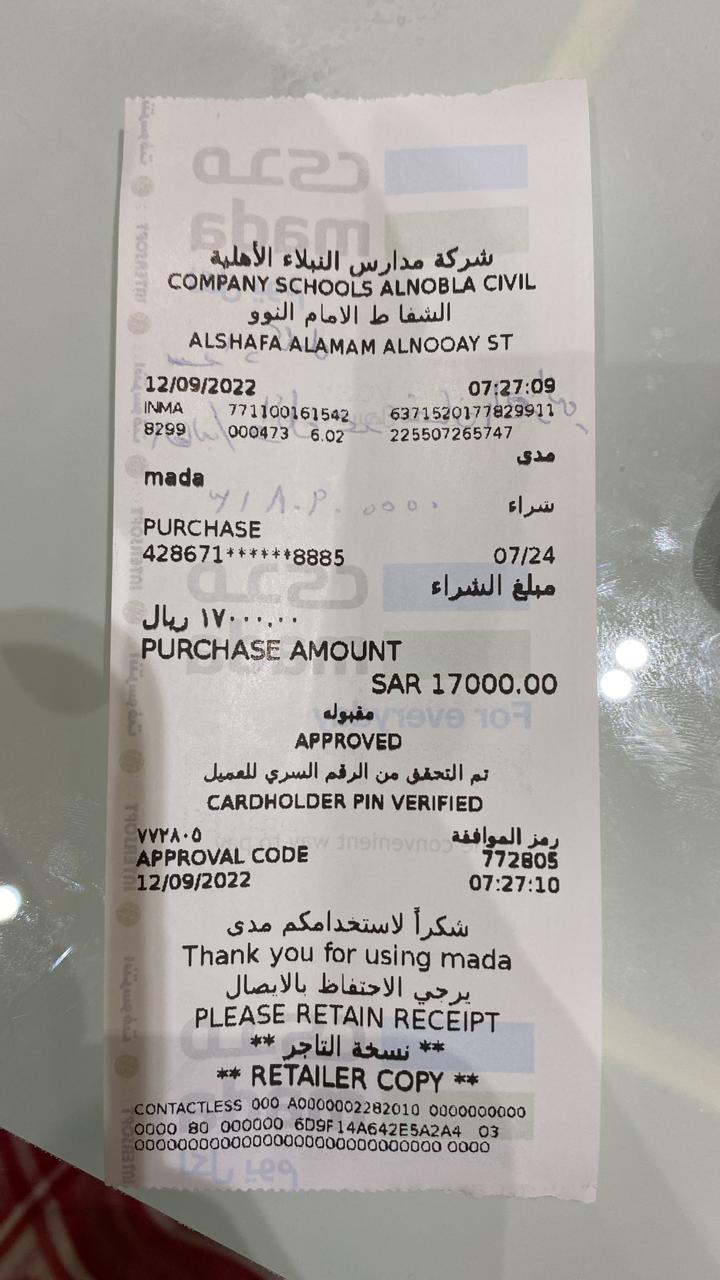 شركة مدارس النبلاء الأهلية
COMPANY SCHOOLS ALNOBLA CIVIL
الشفا ط الامام النوو
ALSHAFA ALAMAM ALNOOAY ST
12/09/2022 07:27:09
INMA 771100161542 6371520177829911
8299 000473 6.02 225507265747
مدى
mada
شراء
PURCHASE
428671******8885 07/24
مبلغ الشراء
١٧٠٠٠.٠٠ ريال
PURCHASE AMOUNT
SAR 17000.00
مقبوله
APPROVED
تم التحقق من الرقم السري للعميل
CARDHOLDER PIN VERIFIED
٧٧٢٨٠٥ رمز الموافقة
APPROVAL CODE 772805
12/09/2022 07:27:10
شكراً لاستخدامكم مدى
Thank you for using mada
يرجي الاحتفاظ بالايصال
PLEASE RETAIN RECEIPT
** نسخة التاجر **
** RETAILER COPY **
CONTACTLESS 000 A0000002282010 0000000000
0000 80 000000 6D9F14A642E5A2A4 03
0000000000000000000000000000 0000